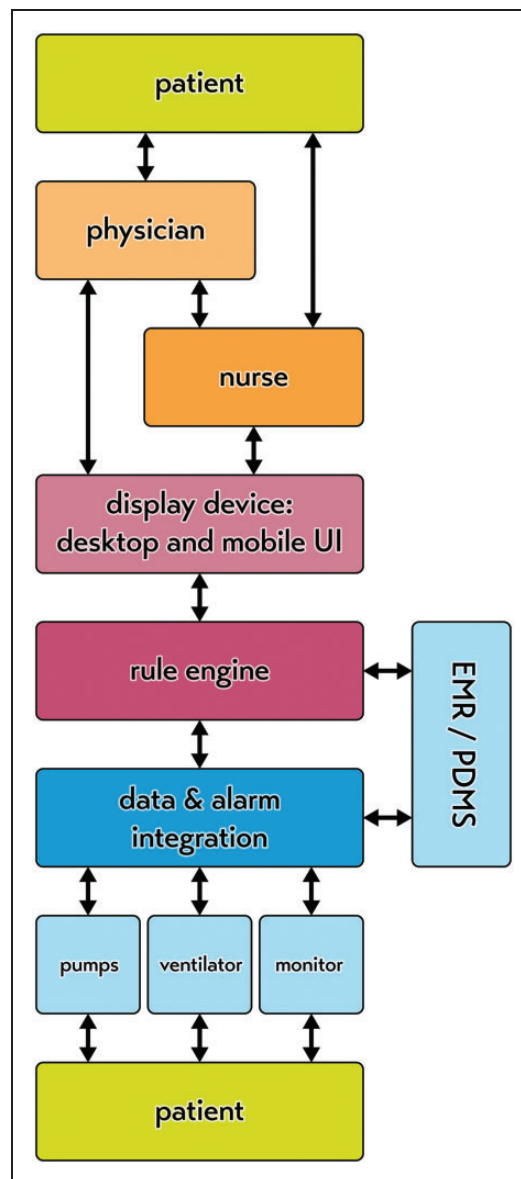 patient
physician
nurse
display device:
desktop and mobile UI
rule engine
EMR / PDMS
data & alarm
integration
pumps
ventilator
monitor
patient